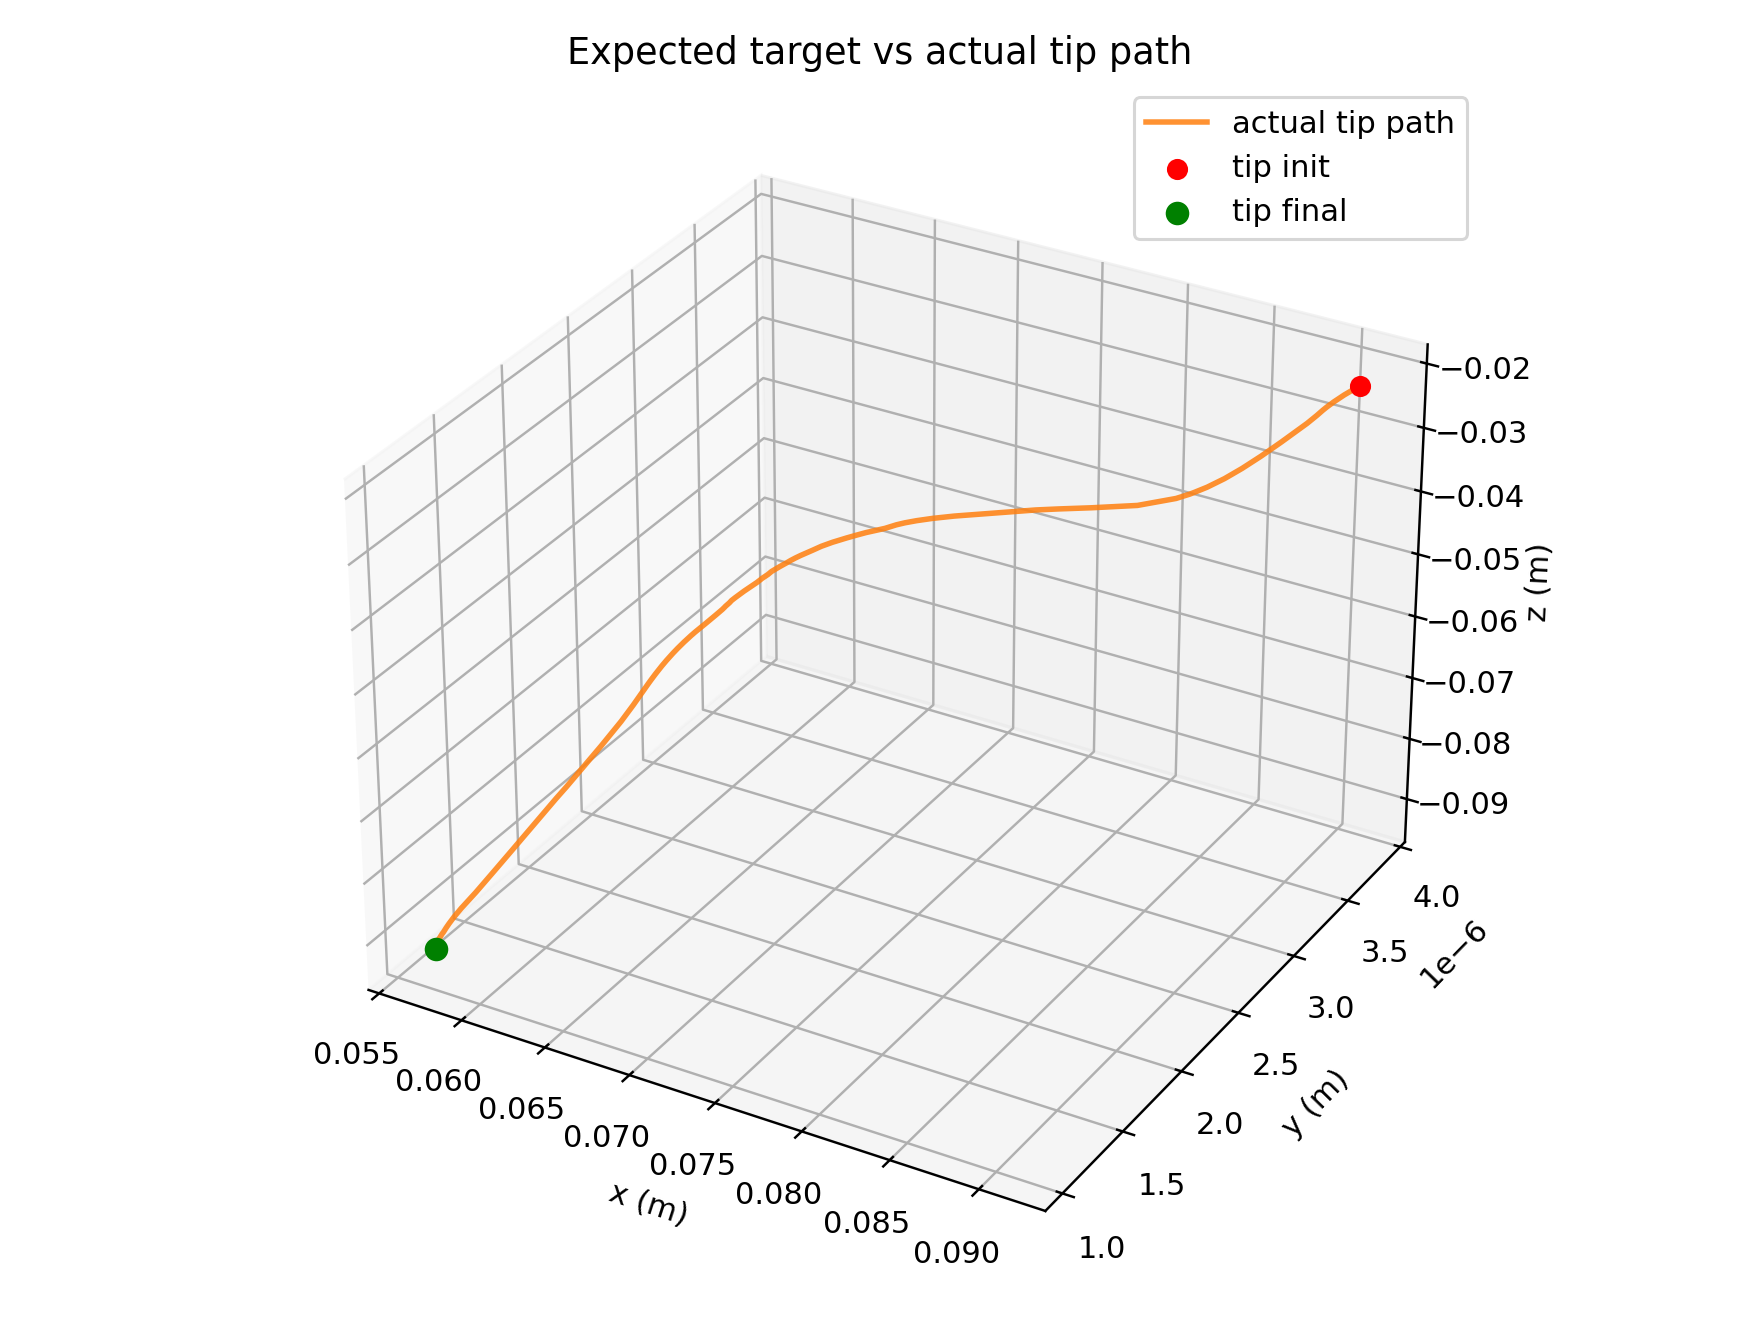 Expected target vs actual tip path
actual tip path
tip init
tip final
−0.02
−0.03
−0.04
−0.05
−0.06
−0.07
−0.08
−0.09
z (m)
4.0
3.5
3.0
2.5
2.0
1.5
1.0
1e−6
y (m)
0.055
0.060
0.065
0.070
0.075
0.080
0.085
0.090
x (m)